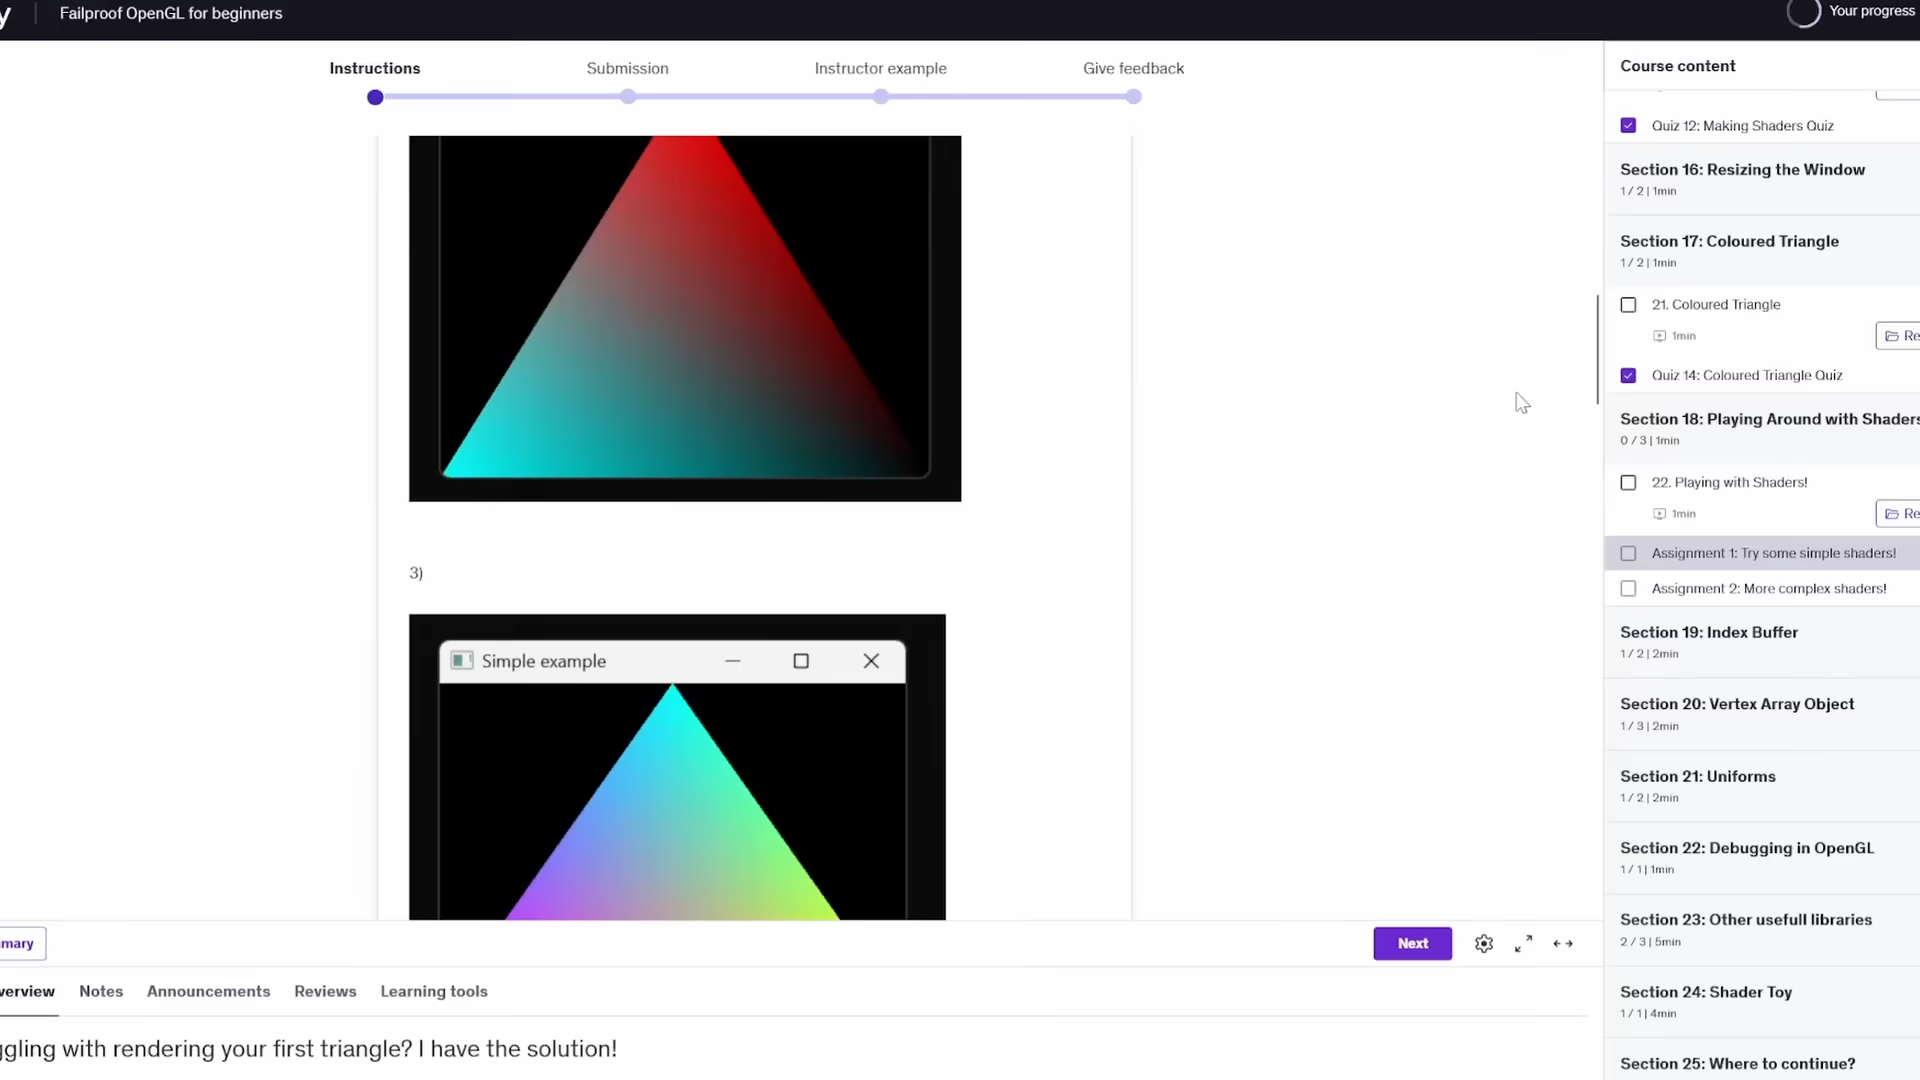 y
Failproof OpenGL for beginners
Your progress
Instructions
Submission
Instructor example
Give feedback
3)
Simple example
mary
Next
verview
Notes
Announcements
Reviews
Learning tools
ggling with rendering your first triangle? I have the solution!
Course content
Quiz 12: Making Shaders Quiz
Section 16: Resizing the Window
1 / 2 | 1min
Section 17: Coloured Triangle
1 / 2 | 1min
21. Coloured Triangle
1min
Re
Quiz 14: Coloured Triangle Quiz
Section 18: Playing Around with Shaders
0 / 3 | 1min
22. Playing with Shaders!
1min
Re
Assignment 1: Try some simple shaders!
Assignment 2: More complex shaders!
Section 19: Index Buffer
1 / 2 | 2min
Section 20: Vertex Array Object
1 / 3 | 2min
Section 21: Uniforms
1 / 2 | 2min
Section 22: Debugging in OpenGL
1 / 1 | 1min
Section 23: Other usefull libraries
2 / 3 | 5min
Section 24: Shader Toy
1 / 1 | 4min
Section 25: Where to continue?